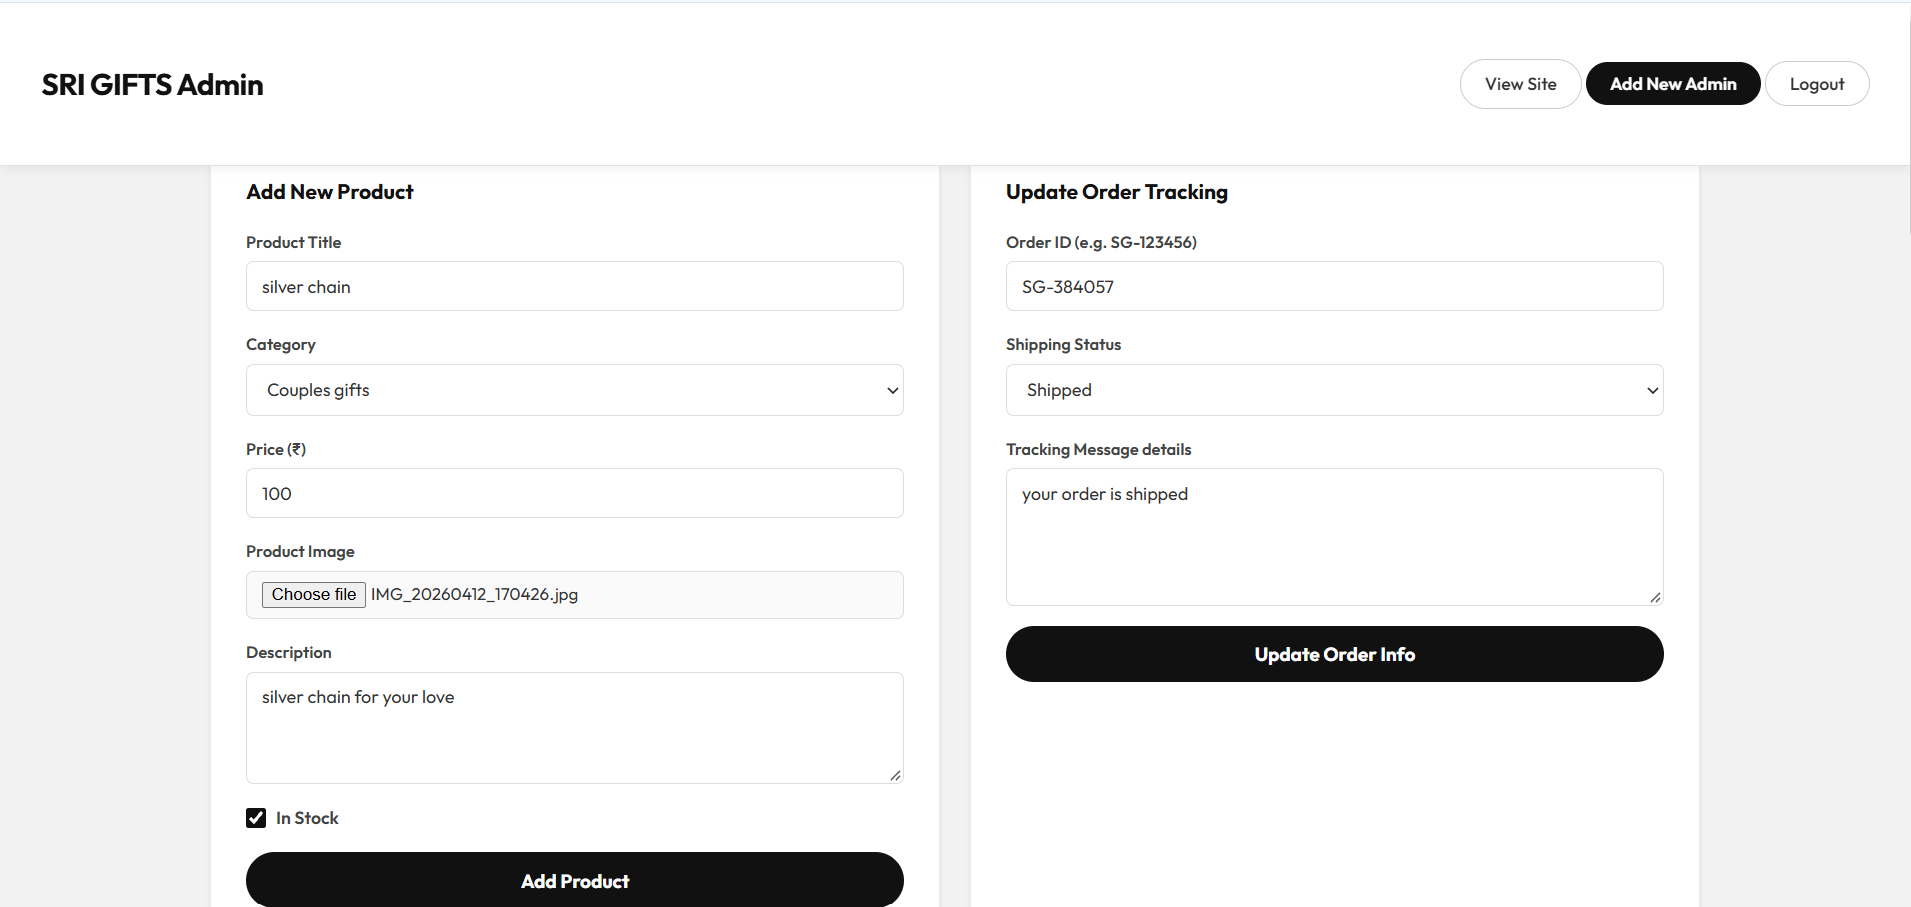 SRI GIFTS Admin
View Site
Add New Admin
Logout
Add New Product
Product Title
silver chain
Category
Couples gifts
Price (₹)
100
Product Image
Choose file IMG_20260412_170426.jpg
Description
silver chain for your love
In Stock
Add Product
Update Order Tracking
Order ID (e.g. SG-123456)
SG-384057
Shipping Status
Shipped
Tracking Message details
your order is shipped
Update Order Info